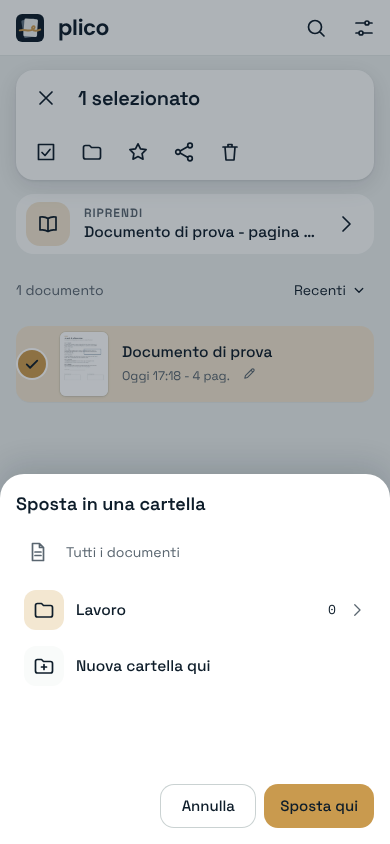 plico
1 selezionato
RIPRENDI
Documento di prova - pagina ...
1 documento
Recenti
Documento di prova
Oggi 17:18 - 4 pag.
Sposta in una cartella
Tutti i documenti
Lavoro 0
Nuova cartella qui
Annulla Sposta qui